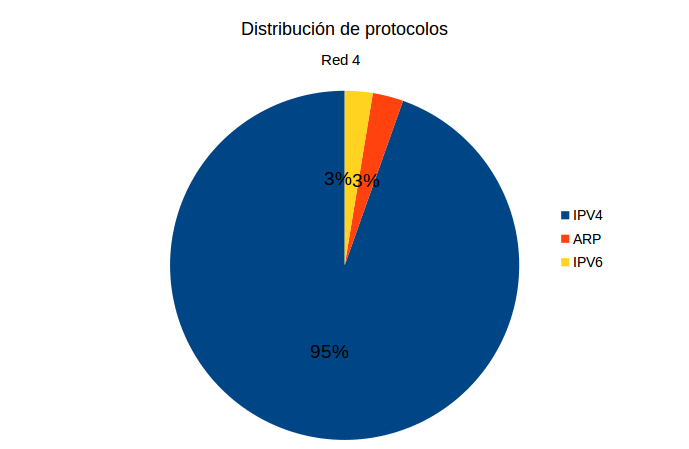 Distribución de protocolos
Red 4
3%
3%
95%
IPV4
ARP
IPV6